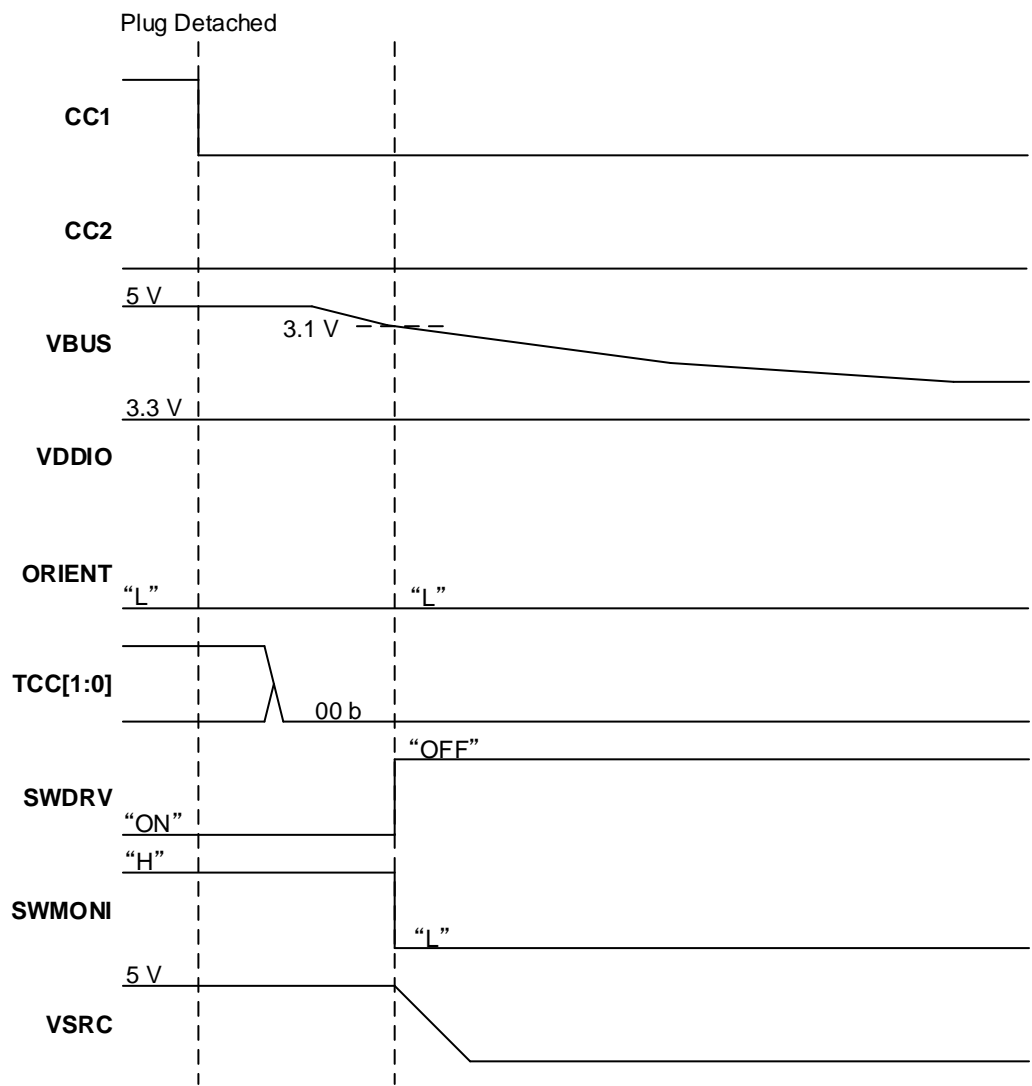 Plug Detached
CC1
CC2
5 V
3.1 V
VBUS
3.3 V
VDDIO
ORIENT
“L” “L”
TCC[1:0]
00 b
“OFF”
SWDRV
“ON”
“H”
SWMONI
“L”
5 V
VSRC